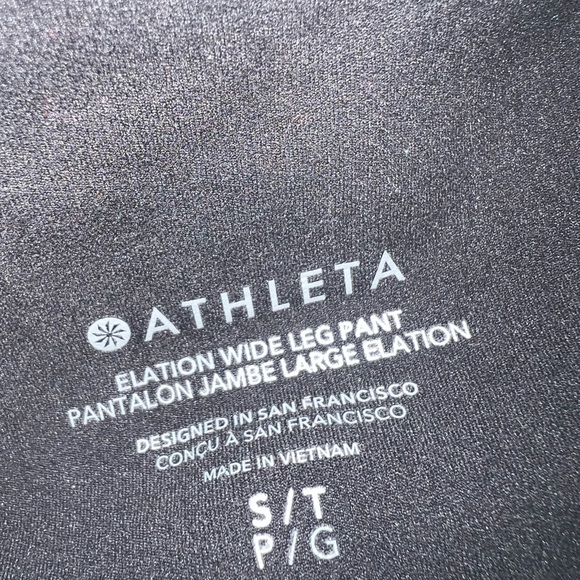 ATHLETA
ELATION WIDE LEG PANT
PANTALON JAMBE LARGE ELATION
DESIGNED IN SAN FRANCISCO
CONÇU À SAN FRANCISCO
MADE IN VIETNAM
S/T
P/G